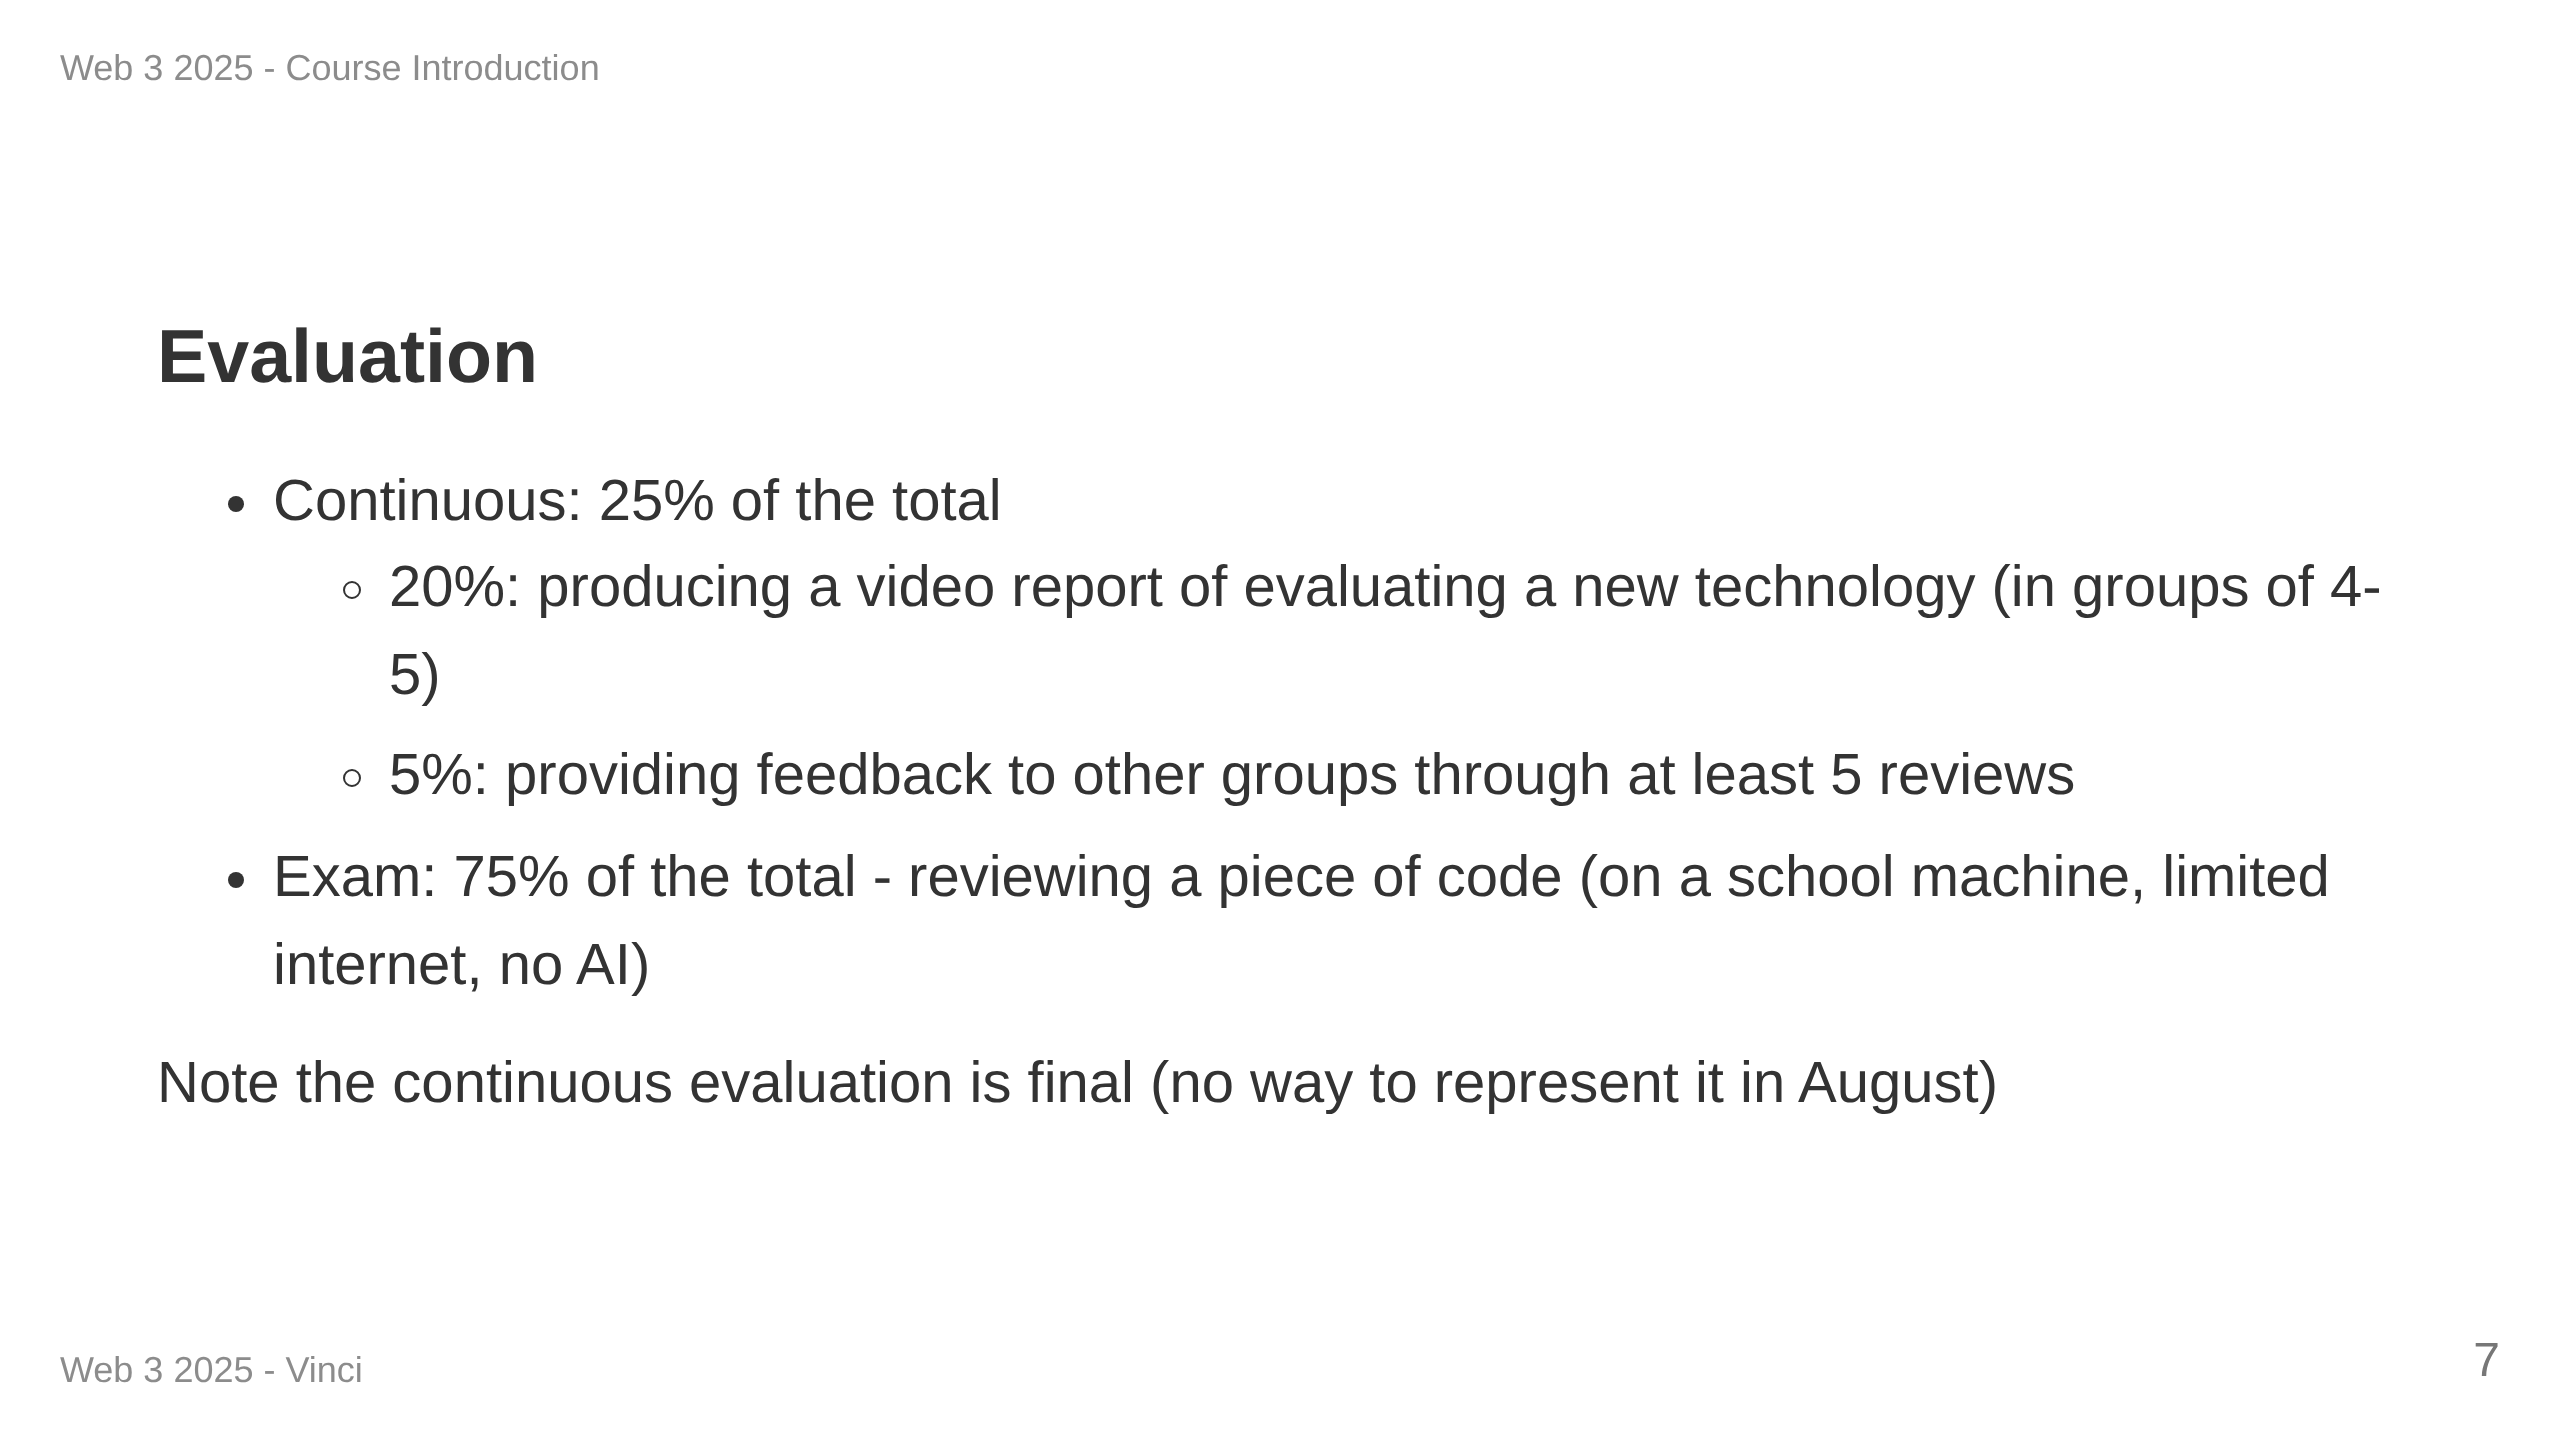 Web 3 2025 - Course Introduction
Evaluation
• Continuous: 25% of the total
◦ 20%: producing a video report of evaluating a new technology (in groups of 4-
5)
◦ 5%: providing feedback to other groups through at least 5 reviews
• Exam: 75% of the total - reviewing a piece of code (on a school machine, limited
internet, no AI)
Note the continuous evaluation is final (no way to represent it in August)
Web 3 2025 - Vinci
7